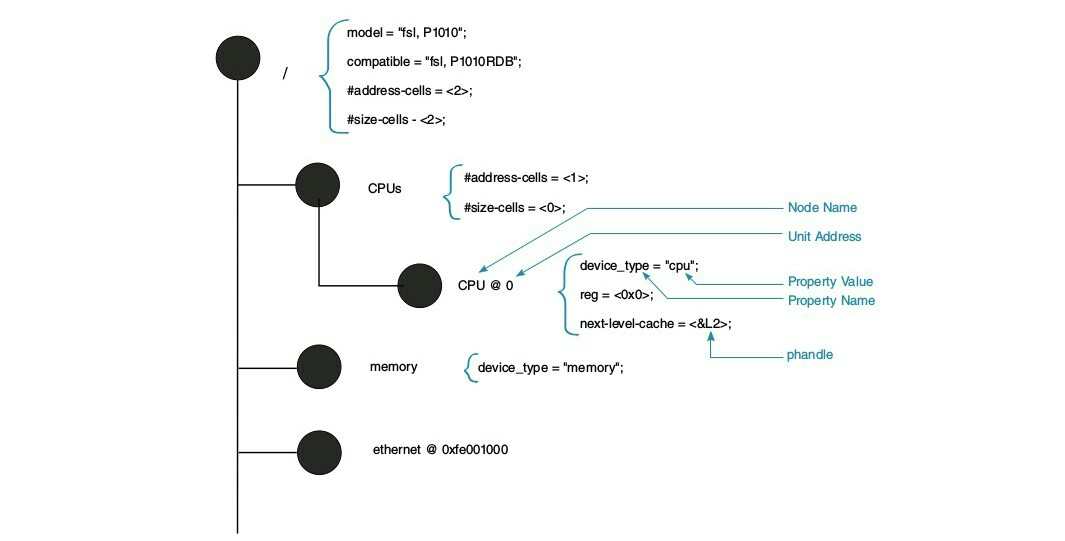 /
model = "fsl, P1010";
compatible = "fsl, P1010RDB";
#address-cells = <2>;
#size-cells - <2>;
CPUs
#address-cells = <1>;
#size-cells = <0>;
Node Name
Unit Address
CPU @ 0
device_type = "cpu";
reg = <0x0>;
next-level-cache = <&L2>;
Property Value
Property Name
phandle
memory
device_type = "memory";
ethernet @ 0xfe001000